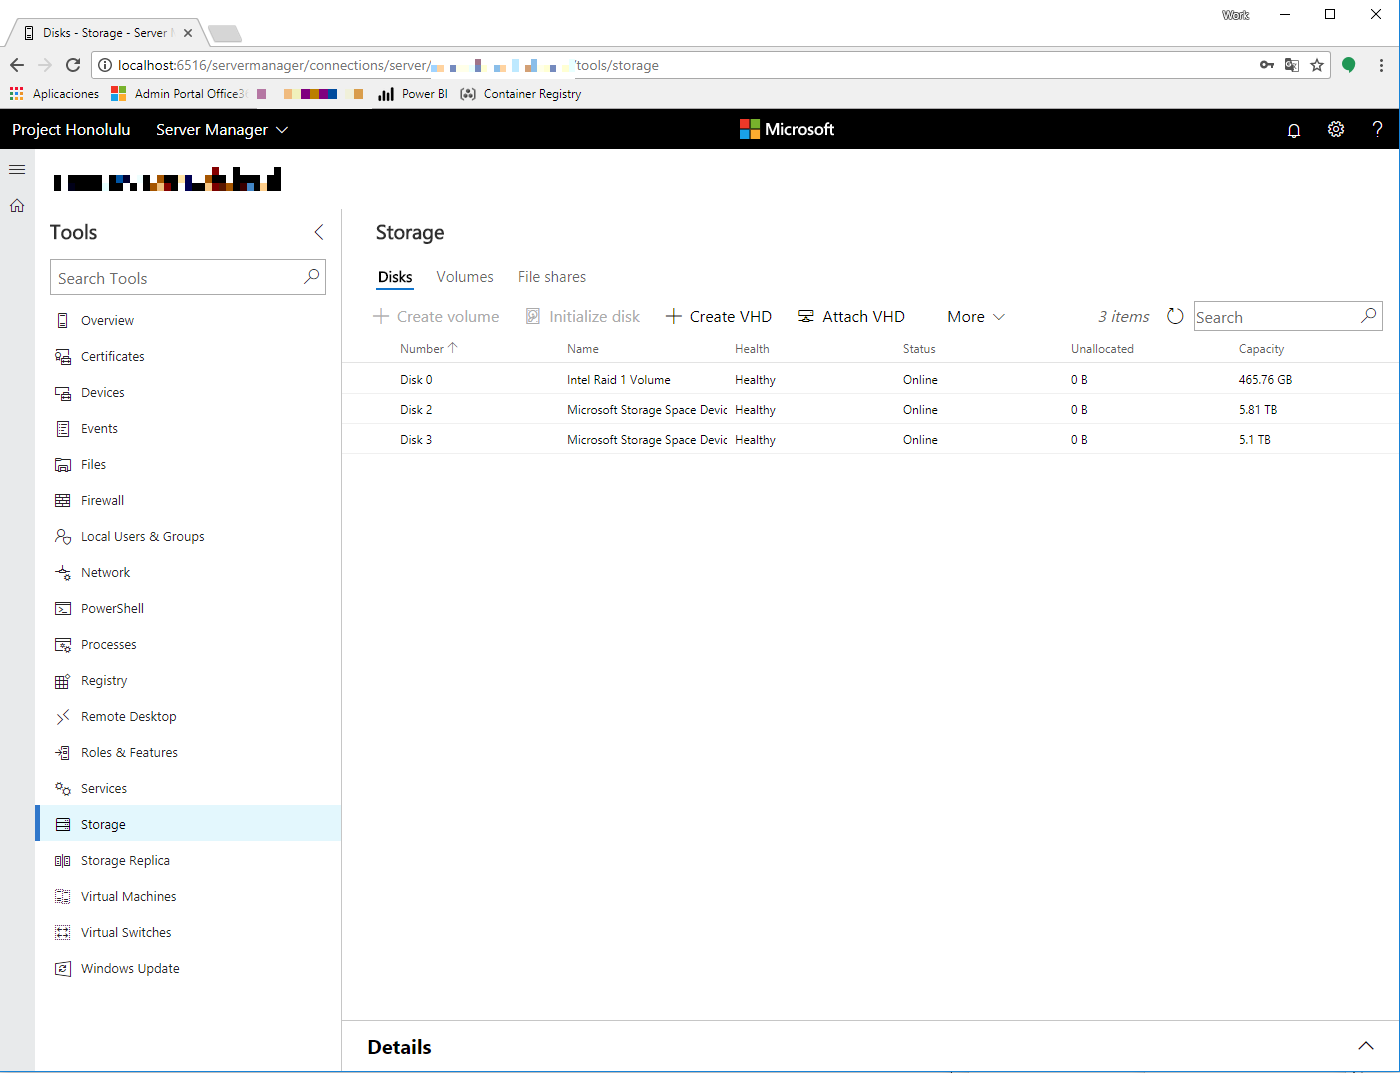 Work
Disks - Storage - Server
localhost:6516/servermanager/connections/server/ /tools/storage
Aplicaciones Admin Portal Office3 Power BI Container Registry
Project Honolulu Server Manager Microsoft ?
Tools
Search Tools
Overview
Certificates
Devices
Events
Files
Firewall
Local Users & Groups
Network
PowerShell
Processes
Registry
Remote Desktop
Roles & Features
Services
Storage
Storage Replica
Virtual Machines
Virtual Switches
Windows Update
Storage
Disks Volumes File shares
Create volume Initialize disk Create VHD Attach VHD More 3 items Search
Number Name Health Status Unallocated Capacity
Disk 0 Intel Raid 1 Volume Healthy Online 0 B 465.76 GB
Disk 2 Microsoft Storage Space Devic Healthy Online 0 B 5.81 TB
Disk 3 Microsoft Storage Space Devic Healthy Online 0 B 5.1 TB
Details